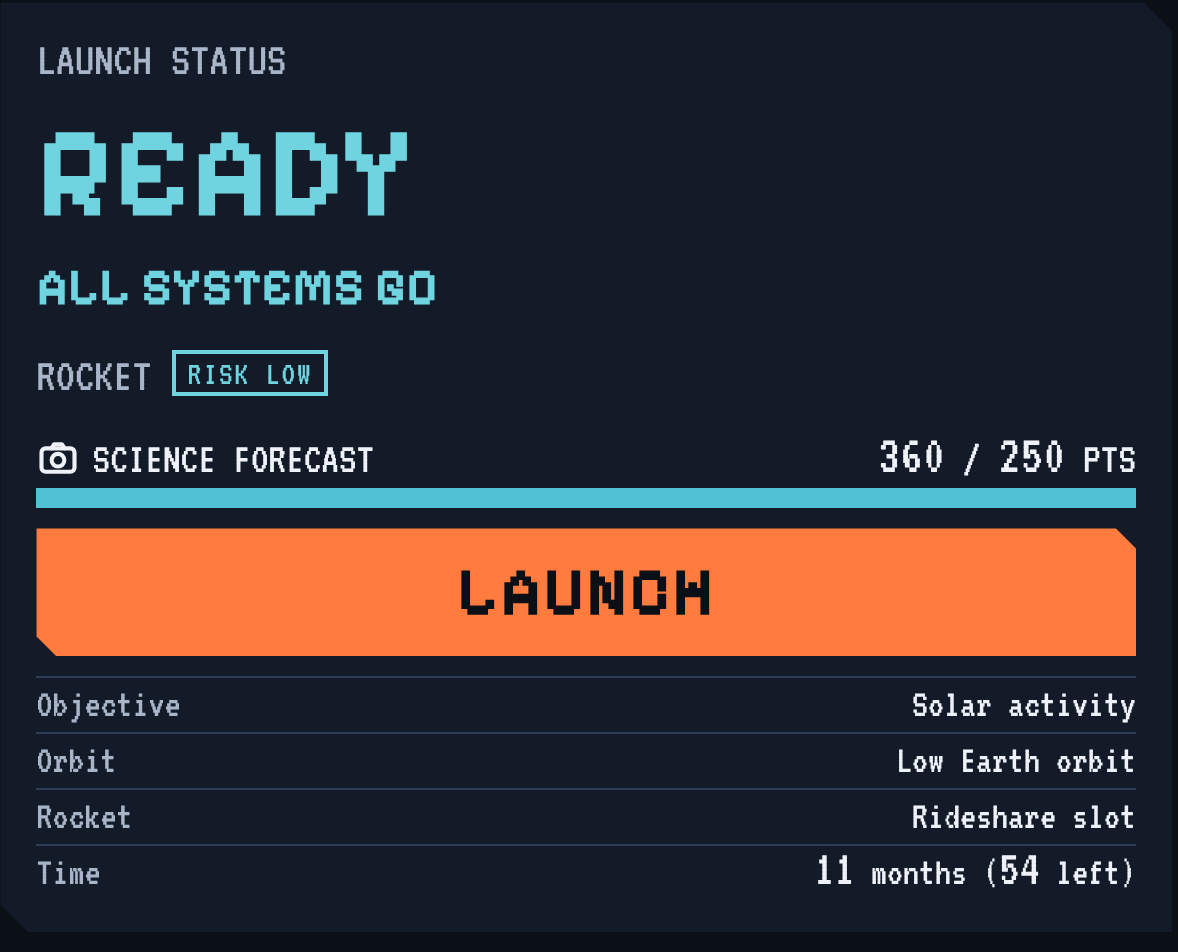 LAUNCH STATUS
READY
ALL SYSTEMS GO
ROCKET RISK LOW
SCIENCE FORECAST 360 / 250 PTS
LAUNCH
Objective Solar activity
Orbit Low Earth orbit
Rocket Rideshare slot
Time 11 months (54 left)